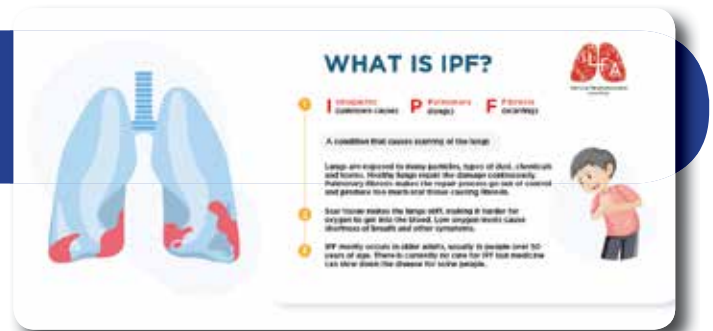 WHAT IS IPF?
ILFA
1
I Idiopathic P Pulmonary F Fibrosis
(unknown cause) (lungs) (scarring)
A condition that causes scarring of the lungs
Lungs are exposed to many particles, types of dust, chemicals
and toxins. Healthy lungs repair the damage continuously.
Pulmonary fibrosis makes the repair process go out of control
and produce too much scar tissue causing fibrosis.
2
Scar tissue makes the lungs stiff, making it harder for
oxygen to get into the blood. Low oxygen levels cause
shortness of breath and other symptoms.
3
IPF mostly occurs in older adults, usually in people over 50
years of age. There is currently no cure for IPF but medicine
can slow down the disease for some people.